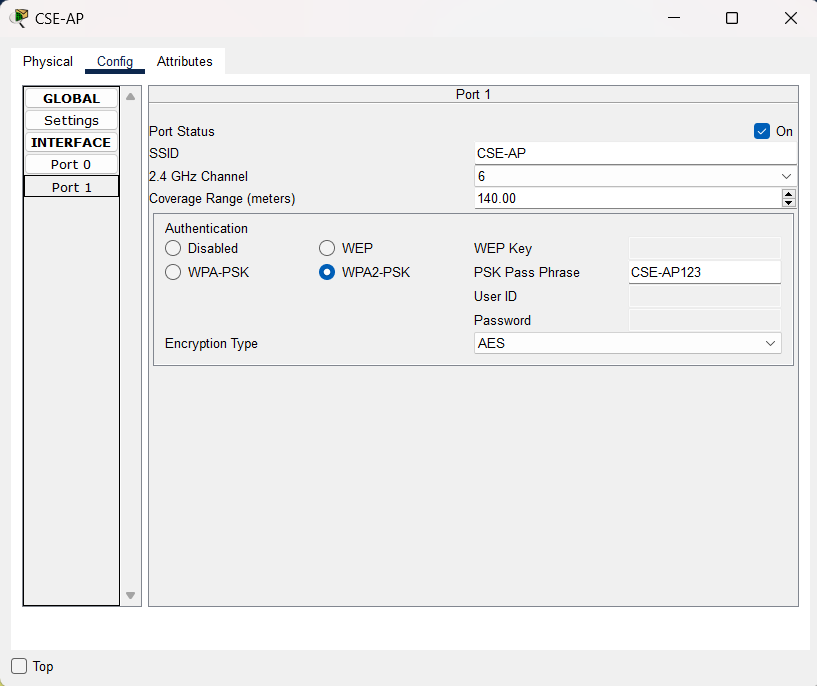 CSE-AP
Physical Config Attributes
GLOBAL
Settings
INTERFACE
Port 0
Port 1
Port 1
Port Status On
SSID CSE-AP
2.4 GHz Channel 6
Coverage Range (meters) 140.00
Authentication
Disabled WEP WEP Key
WPA-PSK WPA2-PSK PSK Pass Phrase CSE-AP123
User ID
Password
Encryption Type AES
Top